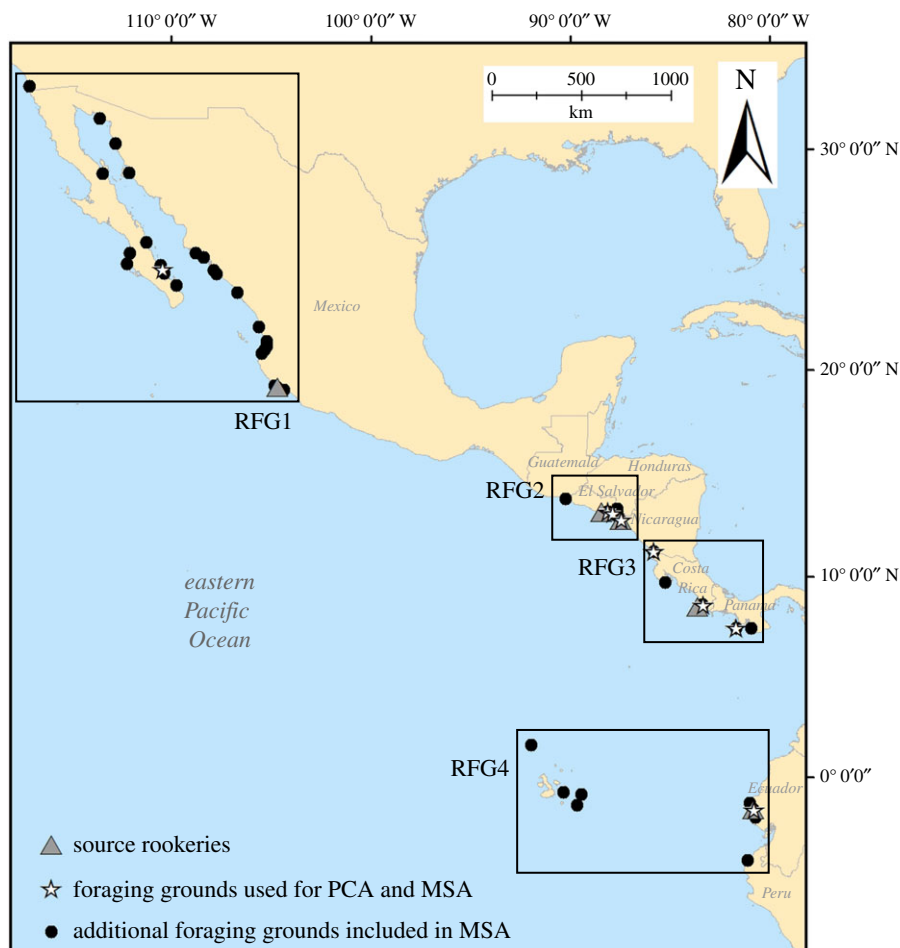 110° 0′0″ W 100° 0′0″ W 90° 0′0″ W 80° 0′0″ W
0 500 1000
km
N
30° 0′0″ N
Mexico
20° 0′0″ N
RFG1
Guatemala
Honduras
RFG2
El Salvador
Nicaragua
RFG3
Costa
Rica
Panama
10° 0′0″ N
eastern
Pacific
Ocean
RFG4
0° 0′0″
Ecuador
Peru
source rookeries
foraging grounds used for PCA and MSA
additional foraging grounds included in MSA